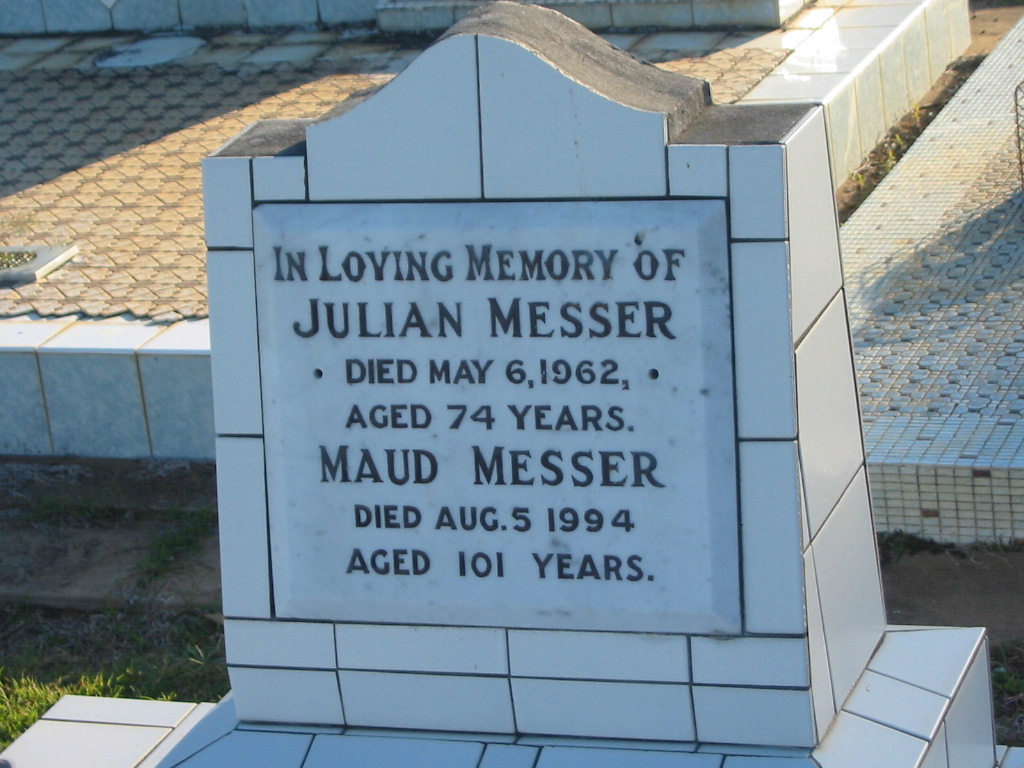 IN LOVING MEMORY OF
JULIAN MESSER
• DIED MAY 6, 1962, •
AGED 74 YEARS.
MAUD MESSER
DIED AUG. 5 1994
AGED 101 YEARS.